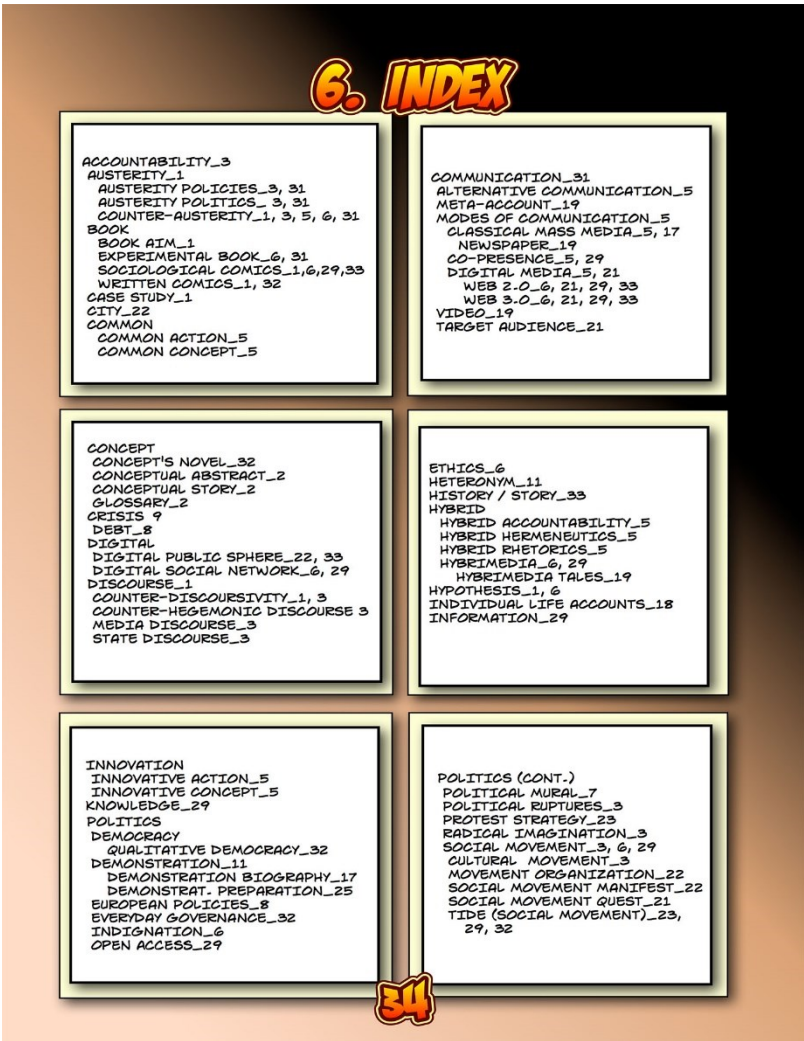 6. INDEX
ACCOUNTABILITY_3
AUSTERITY_1
AUSTERITY POLICIES_3, 31
AUSTERITY POLITICS_ 3, 31
COUNTER-AUSTERITY_1, 3, 5, 6, 31
BOOK
BOOK AIM_1
EXPERIMENTAL BOOK_6, 31
SOCIOLOGICAL COMICS_1,6,29,33
WRITTEN COMICS_1, 32
CASE STUDY_1
CITY_22
COMMON
COMMON ACTION_5
COMMON CONCEPT_5
COMMUNICATION_31
ALTERNATIVE COMMUNICATION_5
META-ACCOUNT_19
MODES OF COMMUNICATION_5
CLASSICAL MASS MEDIA_5, 17
NEWSPAPER_19
CO-PRESENCE_5, 29
DIGITAL MEDIA_5, 21
WEB 2.0_6, 21, 29, 33
WEB 3.0_6, 21, 29, 33
VIDEO_19
TARGET AUDIENCE_21
CONCEPT
CONCEPT'S NOVEL_32
CONCEPTUAL ABSTRACT_2
CONCEPTUAL STORY_2
GLOSSARY_2
CRISIS 9
DEBT_8
DIGITAL
DIGITAL PUBLIC SPHERE_22, 33
DIGITAL SOCIAL NETWORK_6, 29
DISCOURSE_1
COUNTER-DISCOURSIVITY_1, 3
COUNTER-HEGEMONIC DISCOURSE 3
MEDIA DISCOURSE_3
STATE DISCOURSE_3
ETHICS_6
HETERONYM_11
HISTORY / STORY_33
HYBRID
HYBRID ACCOUNTABILITY_5
HYBRID HERMENEUTICS_5
HYBRID RHETORICS_5
HYBRIMEDIA_6, 29
HYBRIMEDIA TALES_19
HYPOTHESIS_1, 6
INDIVIDUAL LIFE ACCOUNTS_18
INFORMATION_29
INNOVATION
INNOVATIVE ACTION_5
INNOVATIVE CONCEPT_5
KNOWLEDGE_29
POLITICS
DEMOCRACY
QUALITATIVE DEMOCRACY_32
DEMONSTRATION_11
DEMONSTRATION BIOGRAPHY_17
DEMONSTRAT. PREPARATION_25
EUROPEAN POLICIES_8
EVERYDAY GOVERNANCE_32
INDIGNATION_6
OPEN ACCESS_29
POLITICS (CONT.)
POLITICAL MURAL_7
POLITICAL RUPTURES_3
PROTEST STRATEGY_23
RADICAL IMAGINATION_3
SOCIAL MOVEMENT_3, 6, 29
CULTURAL MOVEMENT_3
MOVEMENT ORGANIZATION_22
SOCIAL MOVEMENT MANIFEST_22
SOCIAL MOVEMENT QUEST_21
TIDE (SOCIAL MOVEMENT)_23,
29, 32
34